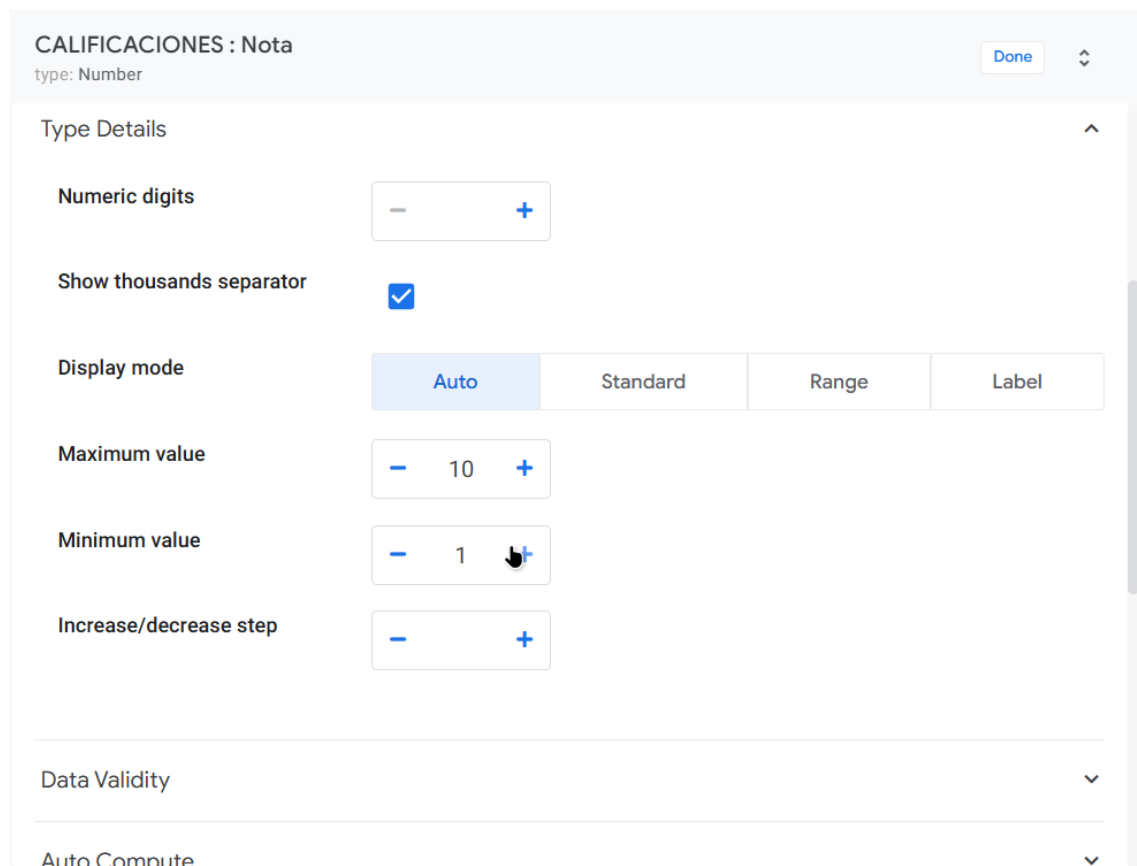 CALIFICACIONES : Nota
type: Number
Done
Type Details
Numeric digits
Show thousands separator
Display mode
Auto Standard Range Label
Maximum value
10
Minimum value
1
Increase/decrease step
Data Validity
Auto Compute